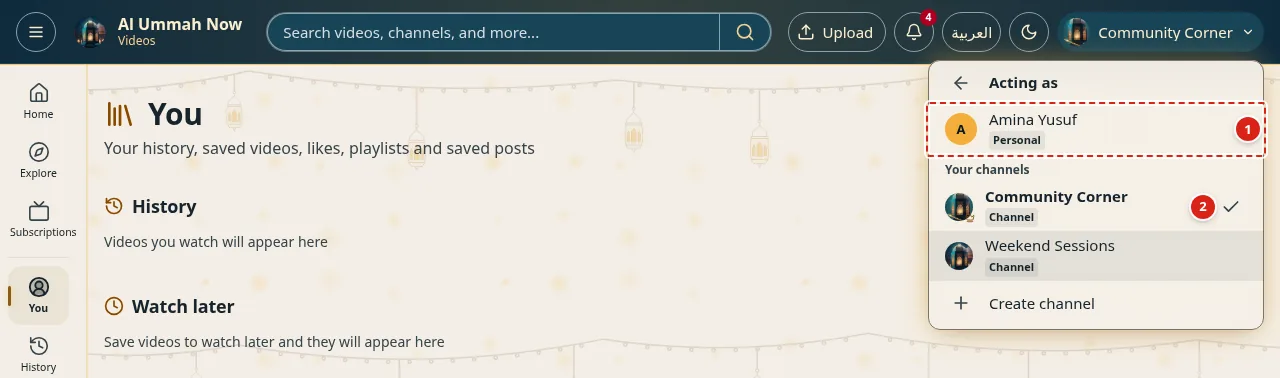 AI Ummah Now
Videos
Search videos, channels, and more...
Upload
4
العربية
Community Corner
Home
Explore
Subscriptions
You
History
You
Your history, saved videos, likes, playlists and saved posts
History
Videos you watch will appear here
Watch later
Save videos to watch later and they will appear here
Acting as
A
Amina Yusuf
Personal
1
Your channels
Community Corner
Channel
2
Weekend Sessions
Channel
Create channel